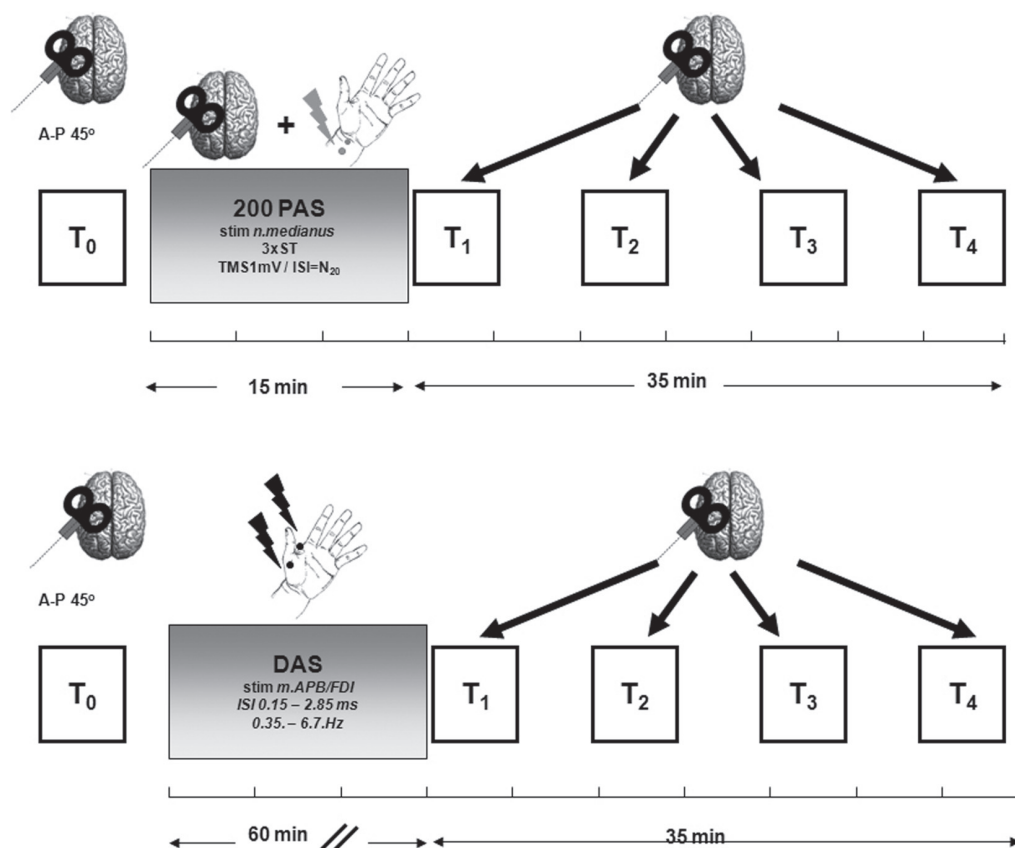 A-P 45º
+
T₀
200 PAS
stim n.medianus
3xST
TMS1mV / ISI=N₂₀
T₁
T₂
T₃
T₄
15 min
35 min
A-P 45º
T₀
DAS
stim m.APB/FDI
ISI 0.15 – 2.85 ms
0.35. – 6.7.Hz
T₁
T₂
T₃
T₄
60 min
35 min